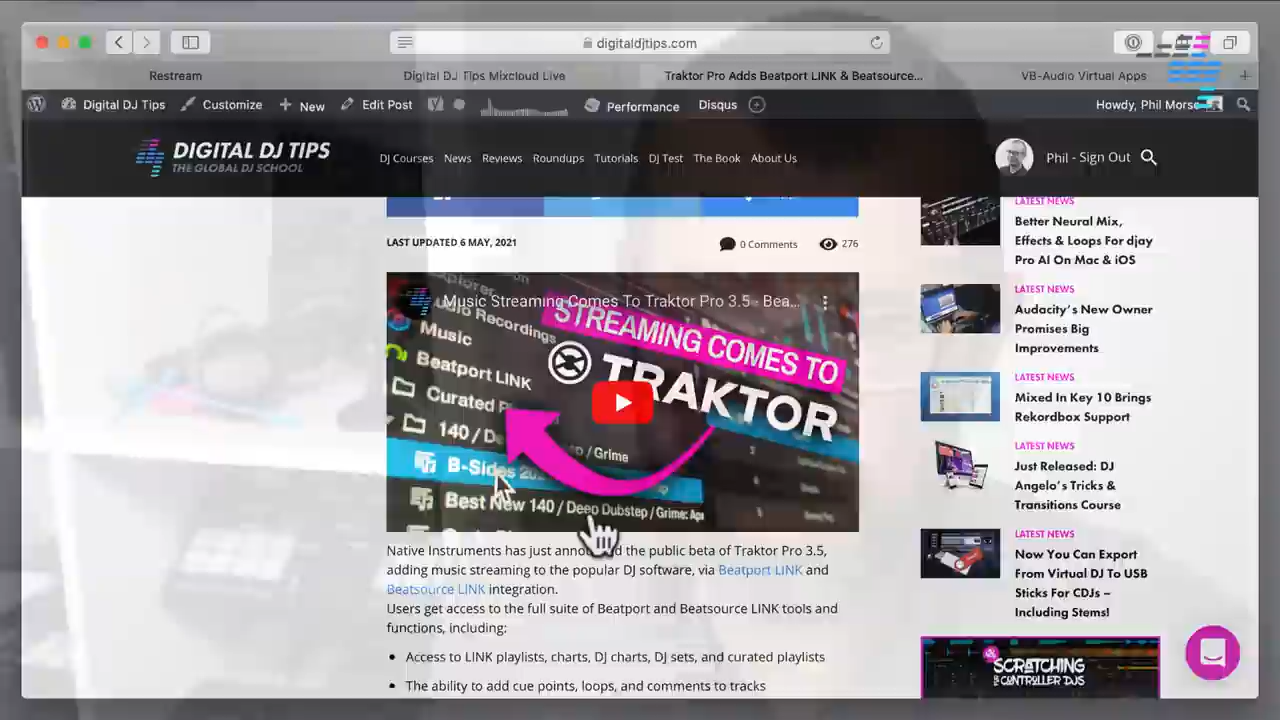 digitaldjtips.com
Restream
Digital DJ Tips Mixcloud Live
Traktor Pro Adds Beatport LINK & Beatsource...
VB-Audio Virtual Apps
Digital DJ Tips
Customize
New
Edit Post
Performance
Disqus
Howdy, Phil Morse
DIGITAL DJ TIPS
THE GLOBAL DJ SCHOOL
DJ Courses
News
Reviews
Roundups
Tutorials
DJ Test
The Book
About Us
Phil - Sign Out
LAST UPDATED 6 MAY, 2021
0 Comments
276
Music Streaming Comes To Traktor Pro 3.5 - Bea...
STREAMING COMES TO
TRAKTOR
Audio Recordings
Music
Beatport LINK
Curated
140 /
/ Grime
B-Sides
Best New 140 / Deep Dubstep / Grime:
Native Instruments has just the public beta of Traktor Pro 3.5,
adding music streaming to the popular DJ software, via Beatport LINK and
Beatsource LINK integration.
Users get access to the full suite of Beatport and Beatsource LINK tools and
functions, including:
Access to LINK playlists, charts, DJ charts, DJ sets, and curated playlists
The ability to add cue points, loops, and comments to tracks
LATEST NEWS
Better Neural Mix,
Effects & Loops For djay
Pro AI On Mac & iOS
LATEST NEWS
Audacity's New Owner
Promises Big
Improvements
LATEST NEWS
Mixed In Key 10 Brings
Rekordbox Support
LATEST NEWS
Just Released: DJ
Angelo's Tricks &
Transitions Course
LATEST NEWS
Now You Can Export
From Virtual DJ To USB
Sticks For CDJs –
Including Stems!
SCRATCHING
FOR CONTROLLER DJS